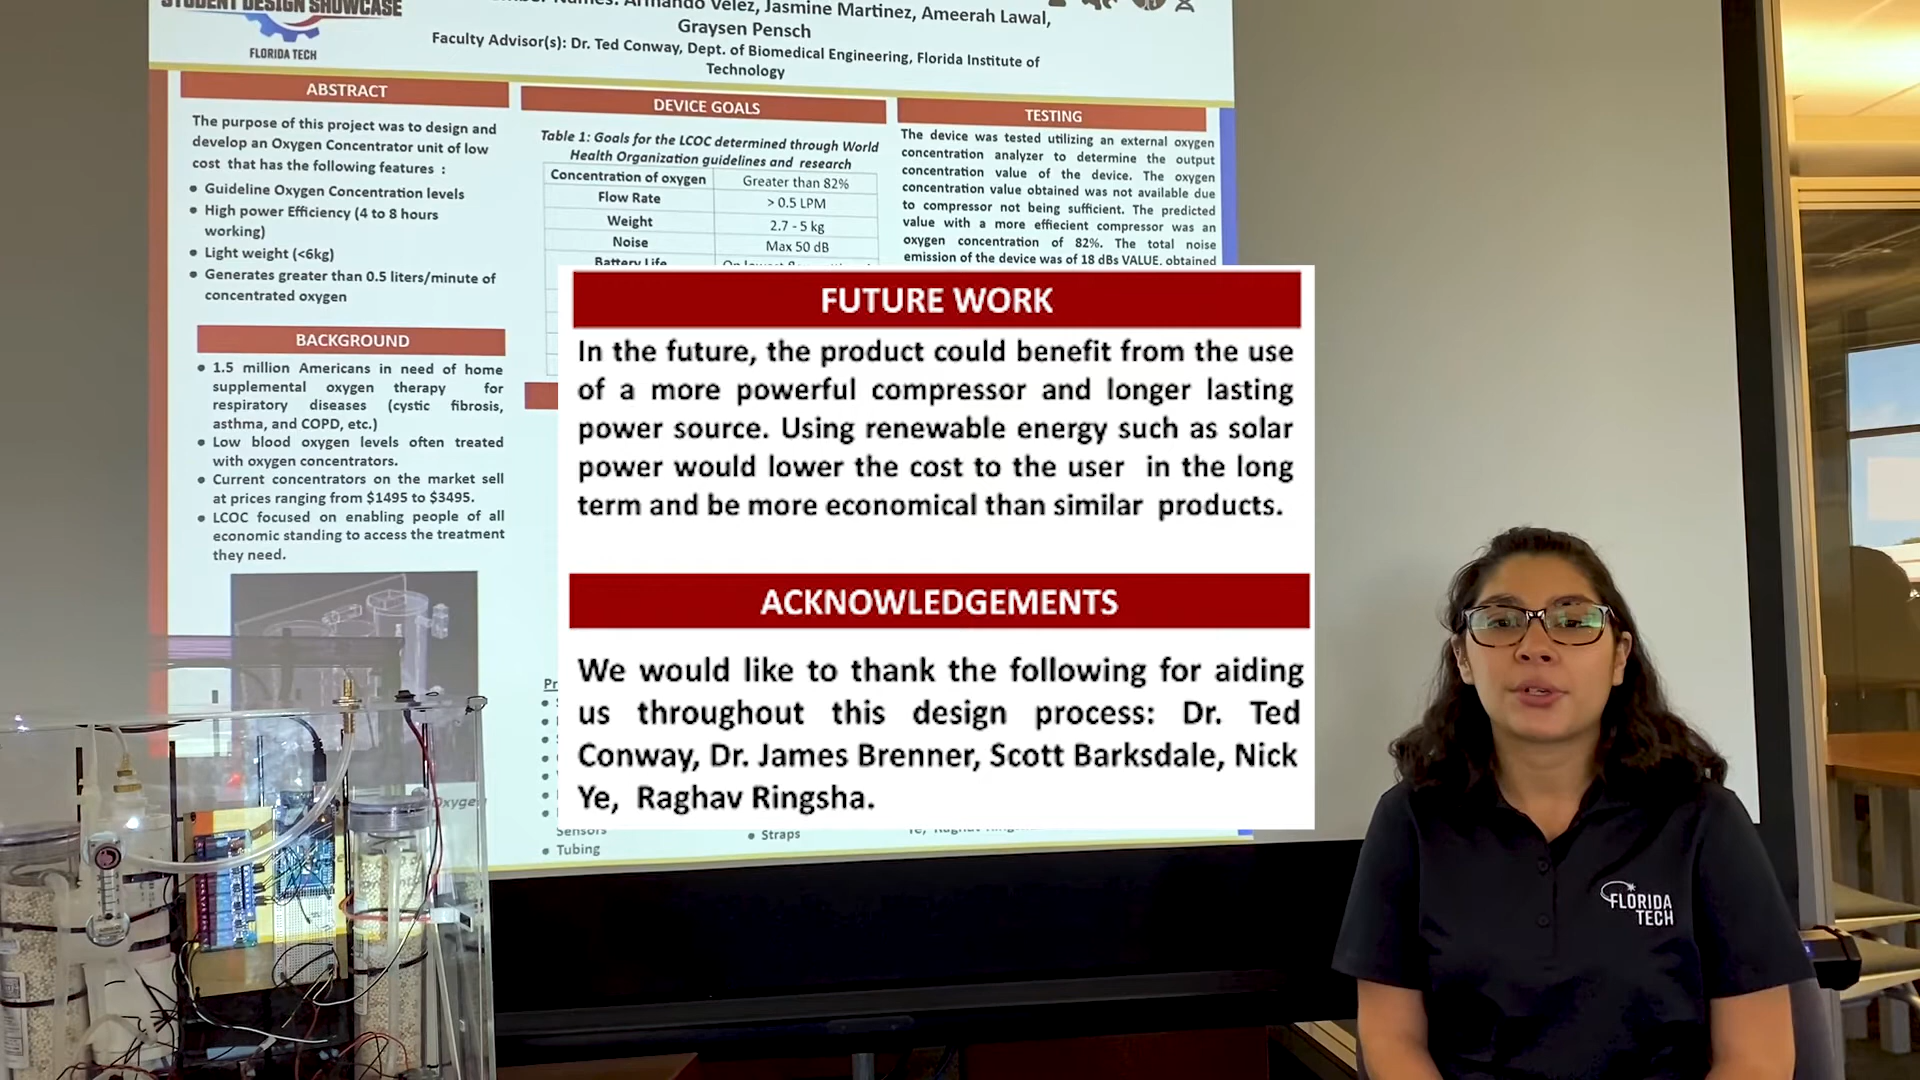 STUDENT DESIGN SHOWCASE
FLORIDA TECH
Names: Armando Velez, Jasmine Martinez, Ameerah Lawal,
Graysen Pensch
Faculty Advisor(s): Dr. Ted Conway, Dept. of Biomedical Engineering, Florida Institute of
Technology
ABSTRACT
The purpose of this project was to design and
develop an Oxygen Concentrator unit of low
cost that has the following features :
● Guideline Oxygen Concentration levels
● High power Efficiency (4 to 8 hours
working)
● Light weight (<6kg)
● Generates greater than 0.5 liters/minute of
concentrated oxygen
BACKGROUND
● 1.5 million Americans in need of home
supplemental oxygen therapy for
respiratory diseases (cystic fibrosis,
asthma, and COPD, etc.)
● Low blood oxygen levels often treated
with oxygen concentrators.
● Current concentrators on the market sell
at prices ranging from $1495 to $3495.
● LCOC focused on enabling people of all
economic standing to access the treatment
they need.
DEVICE GOALS
Table 1: Goals for the LCOC determined through World
Health Organization guidelines and research
Concentration of oxygen Greater than 82%
Flow Rate > 0.5 LPM
Weight 2.7 - 5 kg
Noise Max 50 dB
Battery Life
TESTING
The device was tested utilizing an external oxygen
concentration analyzer to determine the output
concentration value of the device. The oxygen
concentration value obtained was not available due
to compressor not being sufficient. The predicted
value with a more effiecient compressor was an
oxygen concentration of 82%. The total noise
emission of the device was of 18 dBs VALUE, obtained
FUTURE WORK
In the future, the product could benefit from the use
of a more powerful compressor and longer lasting
power source. Using renewable energy such as solar
power would lower the cost to the user in the long
term and be more economical than similar products.
ACKNOWLEDGEMENTS
We would like to thank the following for aiding
us throughout this design process: Dr. Ted
Conway, Dr. James Brenner, Scott Barksdale, Nick
Ye, Raghav Ringsha.
Sensors
● Tubing
● Straps
Oxygen
FLORIDA
TECH